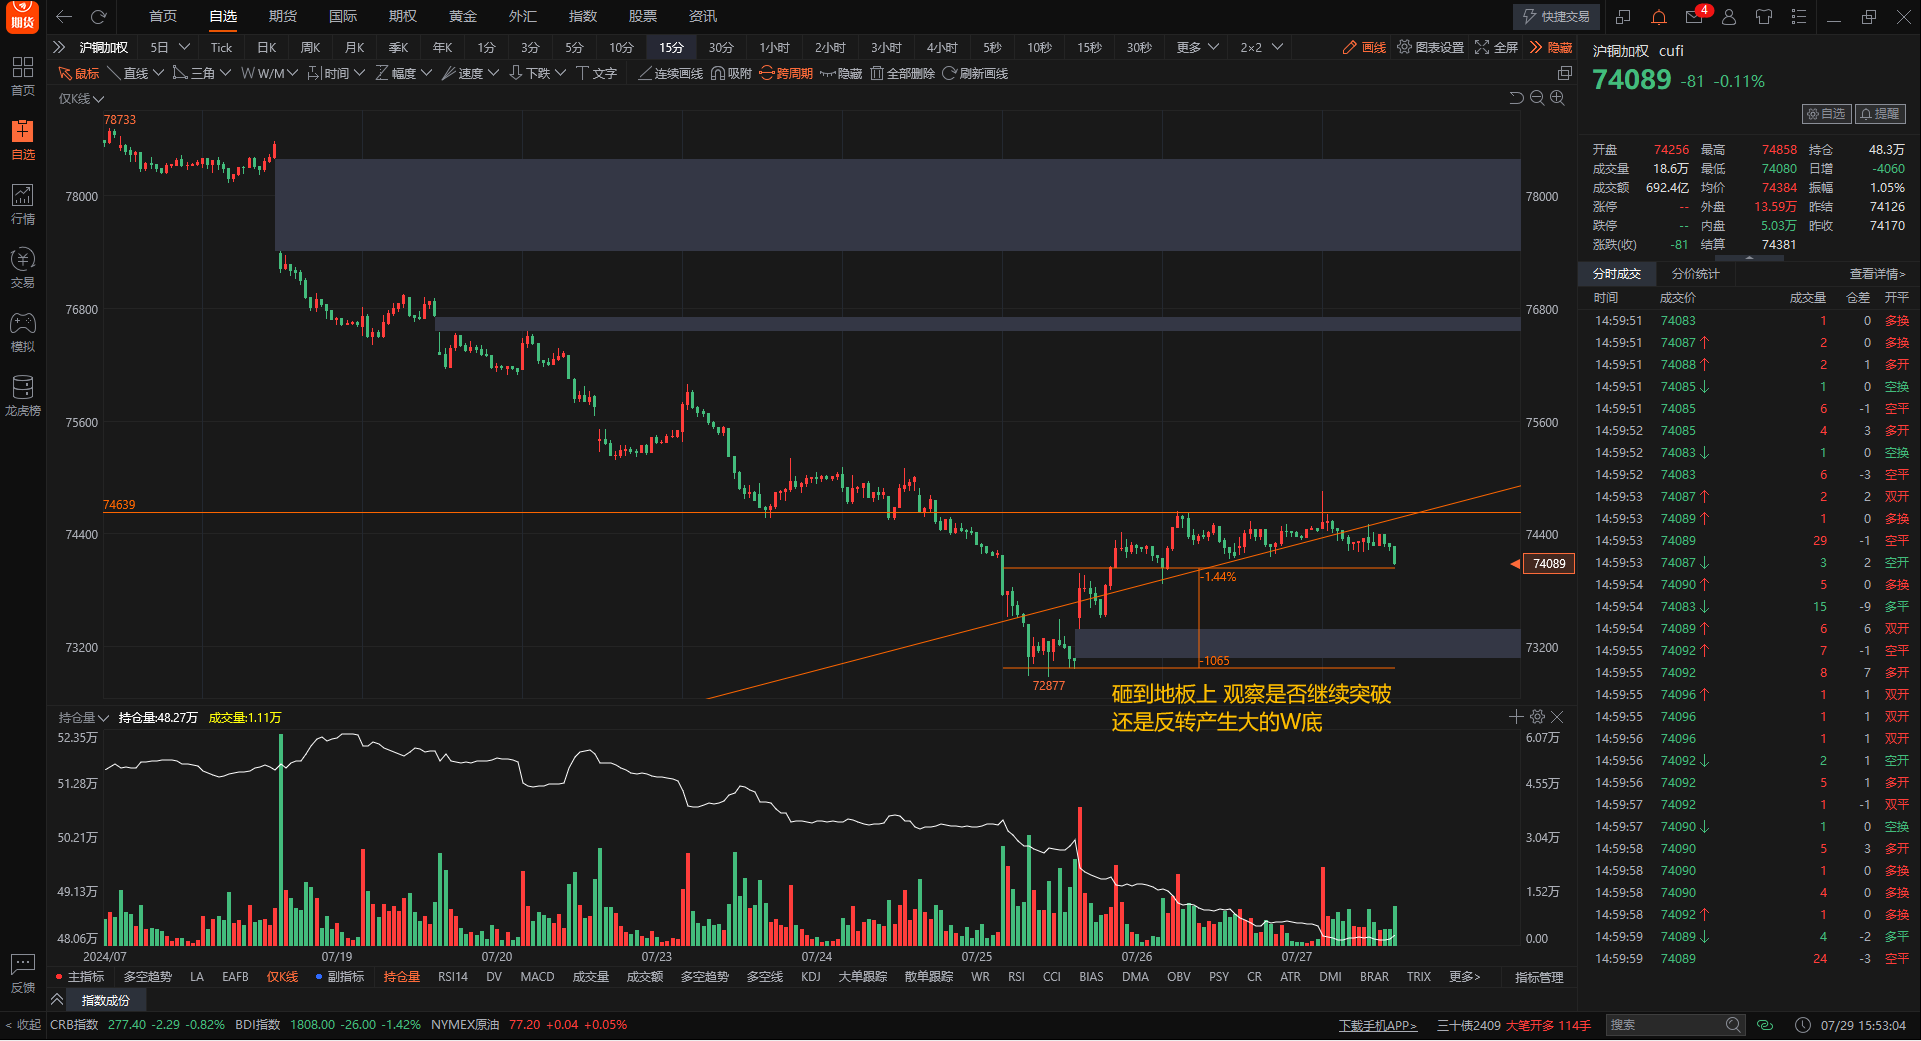 期货
首页 自选 期货 国际 期权 黄金 外汇 指数 股票 资讯
快捷交易 4
沪铜加权 5日 Tick 日K 周K 月K 季K 年K 1分 3分 5分 10分 15分 30分 1小时 2小时 3小时 4小时 5秒 10秒 15秒 30秒 更多 2×2 画线 图表设置 全屏 隐藏
鼠标 直线 三角 W/M 时间 幅度 速度 下跌 文字 连续画线 吸附 跨周期 隐藏 全部删除 刷新画线
首页
自选
行情
交易
模拟
龙虎榜
反馈
< 收起
仅K线
78733
78000 78000
76800 76800
75600 75600
74639
74400 74400
74089
-1.44%
73200 73200
-1065
72877
砸到地板上 观察是否继续突破
还是反转产生大的W底
持仓量 持仓量:48.27万 成交量:1.11万
52.35万 6.07万
51.28万 4.55万
50.21万 3.04万
49.13万 1.52万
48.06万 0.00
2024/07 07/19 07/20 07/23 07/24 07/25 07/26 07/27
主指标 多空趋势 LA EAFB 仅K线 副指标 持仓量 RSI14 DV MACD 成交量 成交额 多空趋势 多空线 KDJ 大单跟踪 散单跟踪 WR RSI CCI BIAS DMA OBV PSY CR ATR DMI BRAR TRIX 更多> 指标管理
指数成份
CRB指数 277.40 -2.29 -0.82% BDI指数 1808.00 -26.00 -1.42% NYMEX原油 77.20 +0.04 +0.05% 下载手机APP> 三十债2409 大笔开多 114手 搜索 07/29 15:53:04
沪铜加权 cufi
74089 -81 -0.11%
自选 提醒
开盘 74256 最高 74858 持仓 48.3万
成交量 18.6万 最低 74080 日增 -4060
成交额 692.4亿 均价 74384 振幅 1.05%
涨停 -- 外盘 13.59万 昨结 74126
跌停 -- 内盘 5.03万 昨收 74170
涨跌(收) -81 结算 74381
分时成交 分价统计 查看详情>
时间 成交价 成交量 仓差 开平
14:59:51 74083 1 0 多换
14:59:51 74087↑ 2 0 多换
14:59:51 74088↑ 2 1 多开
14:59:51 74085↓ 1 0 空换
14:59:51 74085 6 -1 空平
14:59:52 74085 4 3 多开
14:59:52 74083↓ 1 0 空换
14:59:52 74083 6 -3 空平
14:59:53 74087↑ 2 2 双开
14:59:53 74089↑ 1 0 多换
14:59:53 74089 29 -1 空平
14:59:53 74087↓ 3 2 空开
14:59:54 74090↑ 5 0 多换
14:59:54 74083↓ 15 -9 多平
14:59:54 74089↑ 6 6 双开
14:59:55 74092↑ 7 -1 空平
14:59:55 74092 8 7 多开
14:59:55 74096↑ 1 1 双开
14:59:55 74096 1 1 双开
14:59:56 74096 1 1 双开
14:59:56 74092↓ 2 1 空开
14:59:56 74092 5 1 多开
14:59:57 74092 1 -1 双平
14:59:57 74090↓ 1 0 空换
14:59:58 74090 5 3 多开
14:59:58 74090 1 0 多换
14:59:58 74090 4 0 多换
14:59:58 74092↑ 1 0 多换
14:59:59 74089↓ 4 -2 多平
14:59:59 74089 24 -3 空平